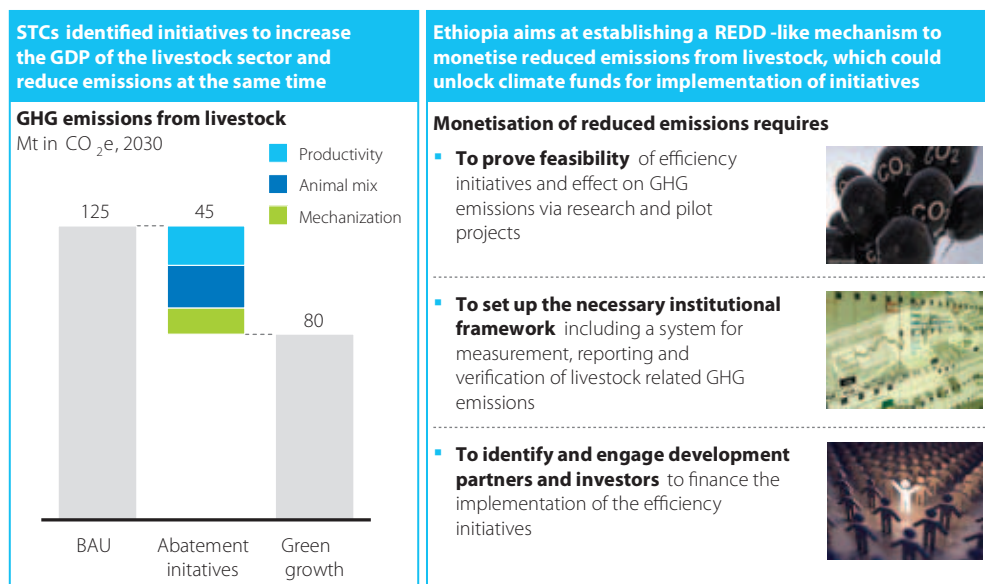 STCs identified initiatives to increase
the GDP of the livestock sector and
reduce emissions at the same time
GHG emissions from livestock
Mt in CO 2e, 2030
Productivity
Animal mix
Mechanization
125
45
80
BAU
Abatement
initatives
Green
growth
Ethiopia aims at establishing a REDD -like mechanism to
monetise reduced emissions from livestock, which could
unlock climate funds for implementation of initiatives
Monetisation of reduced emissions requires
▪ To prove feasibility of efficiency
initiatives and effect on GHG
emissions via research and pilot
projects
CO2
CO2
CO2
▪ To set up the necessary institutional
framework including a system for
measurement, reporting and
verification of livestock related GHG
emissions
▪ To identify and engage development
partners and investors to finance the
implementation of the efficiency
initiatives